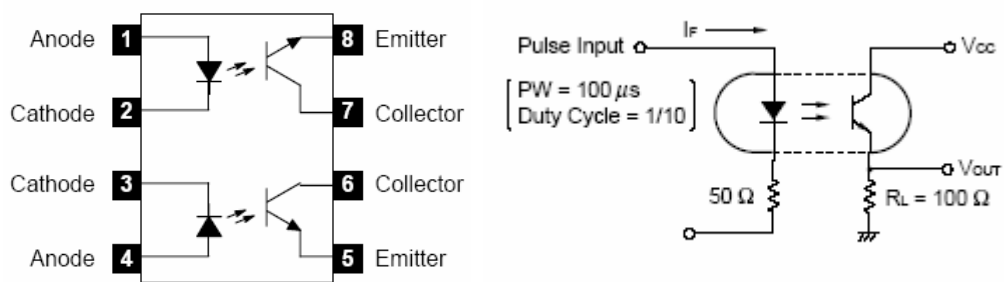 Anode 1 8 Emitter
Cathode 2 7 Collector
Cathode 3 6 Collector
Anode 4 5 Emitter
IF
Pulse Input
Vcc
PW = 100 μs
Duty Cycle = 1/10
VOUT
50 Ω
RL = 100 Ω